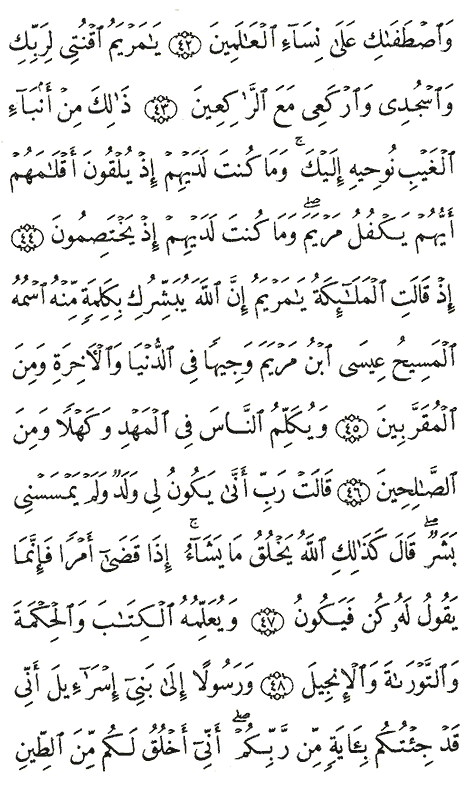 وَٱصۡطَفَىٰكِ عَلَىٰ نِسَآءِ ٱلۡعَٰلَمِينَ ٤٢ يَٰمَرۡيَمُ ٱقۡنُتِي لِرَبِّكِ
وَٱسۡجُدِي وَٱرۡكَعِي مَعَ ٱلرَّٰكِعِينَ ٤٣ ذَٰلِكَ مِنۡ أَنۢبَآءِ
ٱلۡغَيۡبِ نُوحِيهِ إِلَيۡكَۚ وَمَا كُنتَ لَدَيۡهِمۡ إِذۡ يُلۡقُونَ أَقۡلَٰمَهُمۡ
أَيُّهُمۡ يَكۡفُلُ مَرۡيَمَۖ وَمَا كُنتَ لَدَيۡهِمۡ إِذۡ يَخۡتَصِمُونَ ٤٤
إِذۡ قَالَتِ ٱلۡمَلَٰٓئِكَةُ يَٰمَرۡيَمُ إِنَّ ٱللَّهَ يُبَشِّرُكِ بِكَلِمَةٖ مِّنۡهُ ٱسۡمُهُ
ٱلۡمَسِيحُ عِيسَى ٱبۡنُ مَرۡيَمَ وَجِيهٗا فِي ٱلدُّنۡيَا وَٱلۡأٓخِرَةِ وَمِنَ
ٱلۡمُقَرَّبِينَ ٤٥ وَيُكَلِّمُ ٱلنَّاسَ فِي ٱلۡمَهۡدِ وَكَهۡلٗا وَمِنَ
ٱلصَّٰلِحِينَ ٤٦ قَالَتۡ رَبِّ أَنَّىٰ يَكُونُ لِي وَلَدٞ وَلَمۡ يَمۡسَسۡنِي
بَشَرٞۖ قَالَ كَذَٰلِكِ ٱللَّهُ يَخۡلُقُ مَا يَشَآءُۚ إِذَا قَضَىٰٓ أَمۡرٗا فَإِنَّمَا
يَقُولُ لَهُۥ كُن فَيَكُونُ ٤٧ وَيُعَلِّمُهُ ٱلۡكِتَٰبَ وَٱلۡحِكۡمَةَ
وَٱلتَّوۡرَىٰةَ وَٱلۡإِنجِيلَ ٤٨ وَرَسُولًا إِلَىٰ بَنِيٓ إِسۡرَٰٓءِيلَ أَنِّي
قَدۡ جِئۡتُكُم بِـَٔايَةٖ مِّن رَّبِّكُمۡۖ أَنِّيٓ أَخۡلُقُ لَكُم مِّنَ ٱلطِّينِ